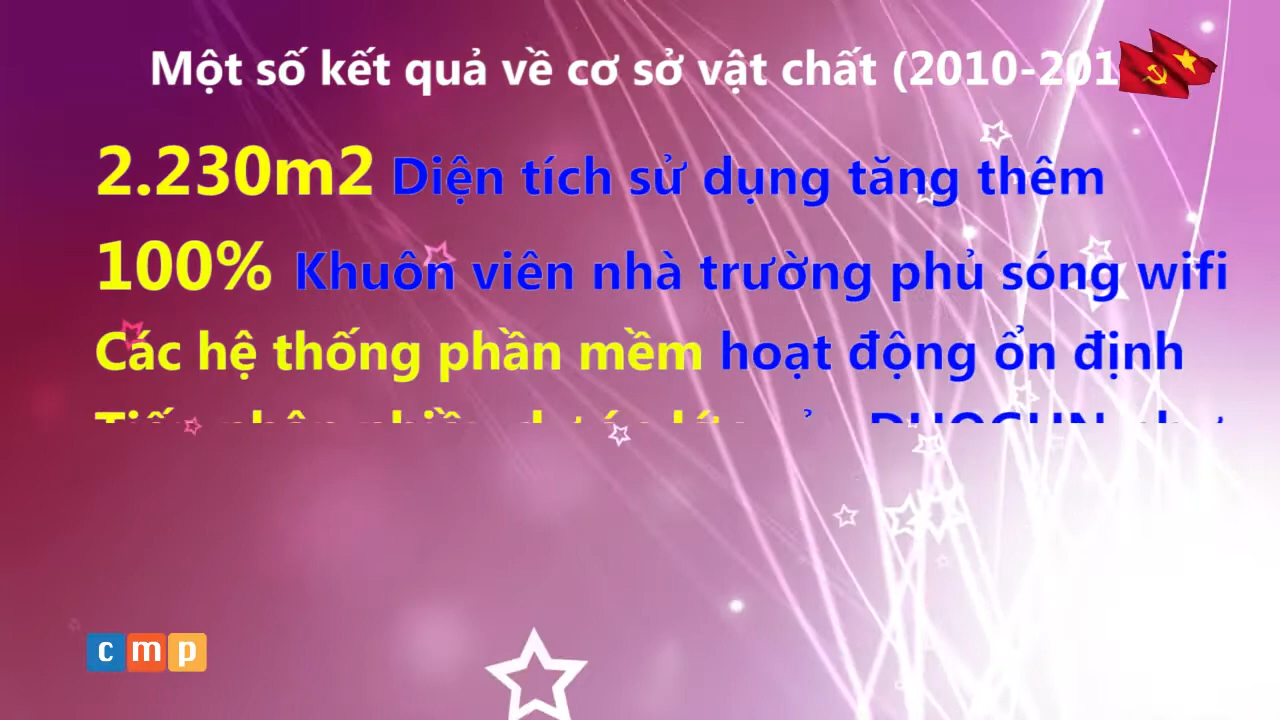 Một số kết quả về cơ sở vật chất (2010-201
2.230m2 Diện tích sử dụng tăng thêm
100% Khuôn viên nhà trường phủ sóng wifi
Các hệ thống phần mềm hoạt động ổn định
cmp